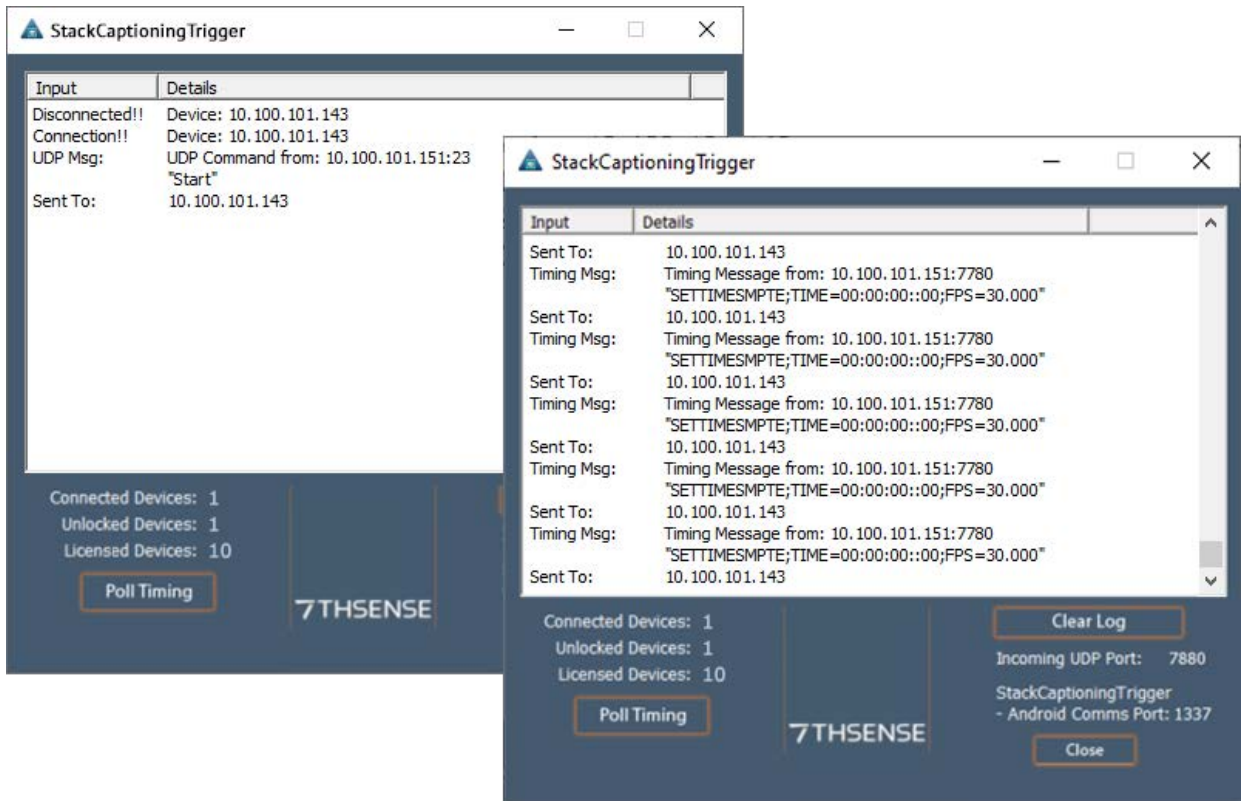 StackCaptioningTrigger
Input Details
Disconnected!! Device: 10.100.101.143
Connection!! Device: 10.100.101.143
UDP Msg: UDP Command from: 10.100.101.151:23
"Start"
Sent To: 10.100.101.143
Connected Devices: 1
Unlocked Devices: 1
Licensed Devices: 10
Poll Timing
7THSENSE
StackCaptioningTrigger
Input Details
Sent To: 10.100.101.143
Timing Msg: Timing Message from: 10.100.101.151:7780
"SETTIMESMPTE;TIME=00:00:00::00;FPS=30.000"
Sent To: 10.100.101.143
Timing Msg: Timing Message from: 10.100.101.151:7780
"SETTIMESMPTE;TIME=00:00:00::00;FPS=30.000"
Sent To: 10.100.101.143
Timing Msg: Timing Message from: 10.100.101.151:7780
"SETTIMESMPTE;TIME=00:00:00::00;FPS=30.000"
Sent To: 10.100.101.143
Timing Msg: Timing Message from: 10.100.101.151:7780
"SETTIMESMPTE;TIME=00:00:00::00;FPS=30.000"
Sent To: 10.100.101.143
Timing Msg: Timing Message from: 10.100.101.151:7780
"SETTIMESMPTE;TIME=00:00:00::00;FPS=30.000"
Sent To: 10.100.101.143
Connected Devices: 1
Unlocked Devices: 1
Licensed Devices: 10
Poll Timing
7THSENSE
Clear Log
Incoming UDP Port: 7880
StackCaptioningTrigger
- Android Comms Port: 1337
Close